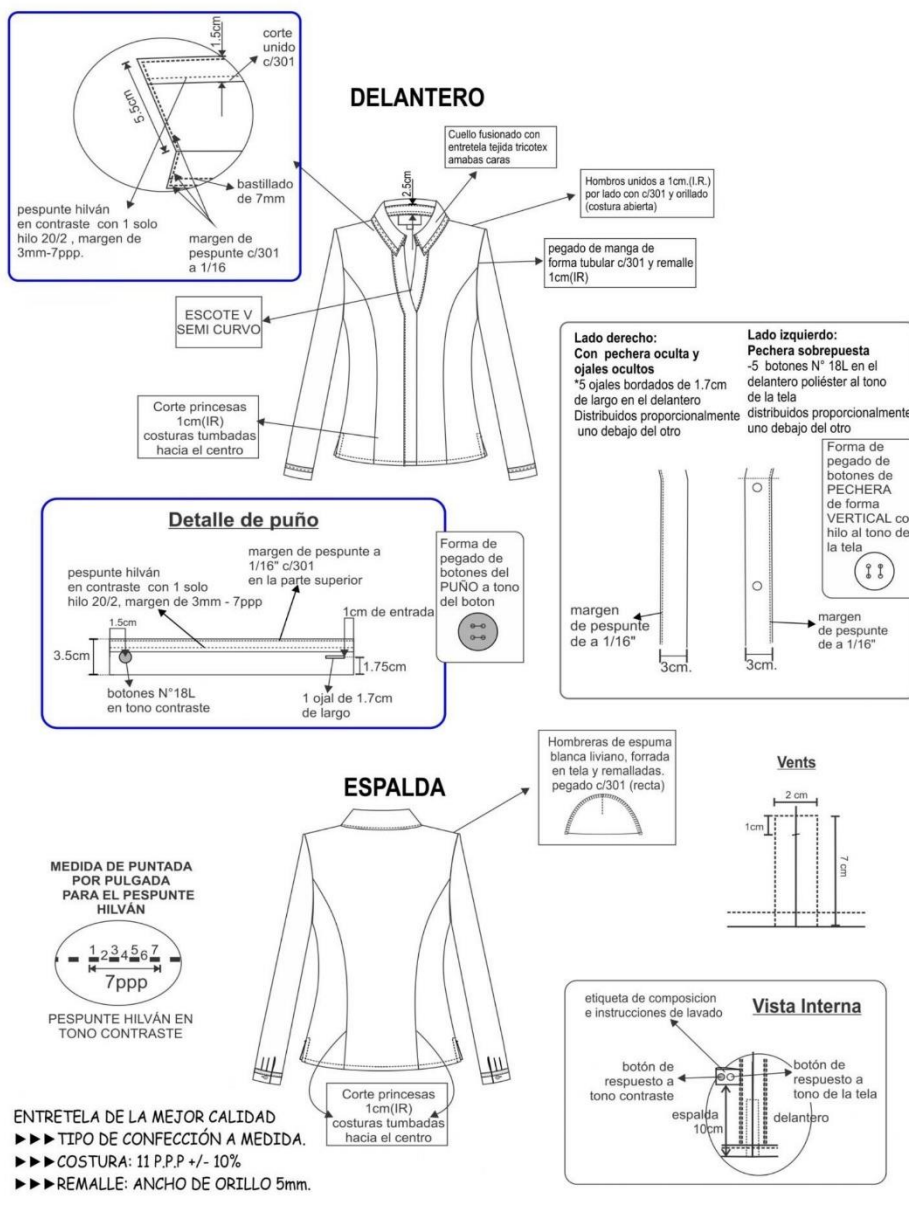 1.5cm
corte
unido
c/301
5.5cm
bastillado
de 7mm
pespunte hilván
en contraste con 1 solo
hilo 20/2 , margen de
3mm-7ppp.
margen de
pespunte c/301
a 1/16
DELANTERO
Cuello fusionado con
entretela tejida tricotex
amabas caras
2.5cm
Hombros unidos a 1cm.(I.R.)
por lado con c/301 y orillado
(costura abierta)
pegado de manga de
forma tubular c/301 y remalle
1cm(IR)
ESCOTE V
SEMI CURVO
Corte princesas
1cm(IR)
costuras tumbadas
hacia el centro
Lado derecho:
Con pechera oculta y
ojales ocultos
*5 ojales bordados de 1.7cm
de largo en el delantero
Distribuidos proporcionalmente
uno debajo del otro
Lado izquierdo:
Pechera sobrepuesta
-5 botones N° 18L en el
delantero poliéster al tono
de la tela
distribuidos proporcionalmente
uno debajo del otro
Forma de
pegado de
botones de
PECHERA
de forma
VERTICAL co
hilo al tono de
la tela
margen
de pespunte
de a 1/16"
3cm.
3cm.
margen
de pespunte
de a 1/16"
Detalle de puño
pespunte hilván
en contraste con 1 solo
hilo 20/2, margen de 3mm - 7ppp
margen de pespunte a
1/16" c/301
en la parte superior
1cm de entrada
1.5cm
3.5cm
1.75cm
botones N°18L
en tono contraste
1 ojal de 1.7cm
de largo
Forma de
pegado de
botones del
PUÑO a tono
del boton
ESPALDA
Hombreras de espuma
blanca liviano, forrada
en tela y remalladas.
pegado c/301 (recta)
Vents
2 cm
1cm
7 cm
MEDIDA DE PUNTADA
POR PULGADA
PARA EL PESPUNTE
HILVÁN
1 2 3 4 5 6 7
7ppp
PESPUNTE HILVÁN EN
TONO CONTRASTE
Corte princesas
1cm(IR)
costuras tumbadas
hacia el centro
etiqueta de composicion
e instrucciones de lavado
Vista Interna
botón de
respuesto a
tono contraste
botón de
respuesto a
tono de la tela
espalda
10cm
delantero
ENTRETELA DE LA MEJOR CALIDAD
►►►TIPO DE CONFECCIÓN A MEDIDA.
►►►COSTURA: 11 P.P.P +/- 10%
►►►REMALLE: ANCHO DE ORILLO 5mm.